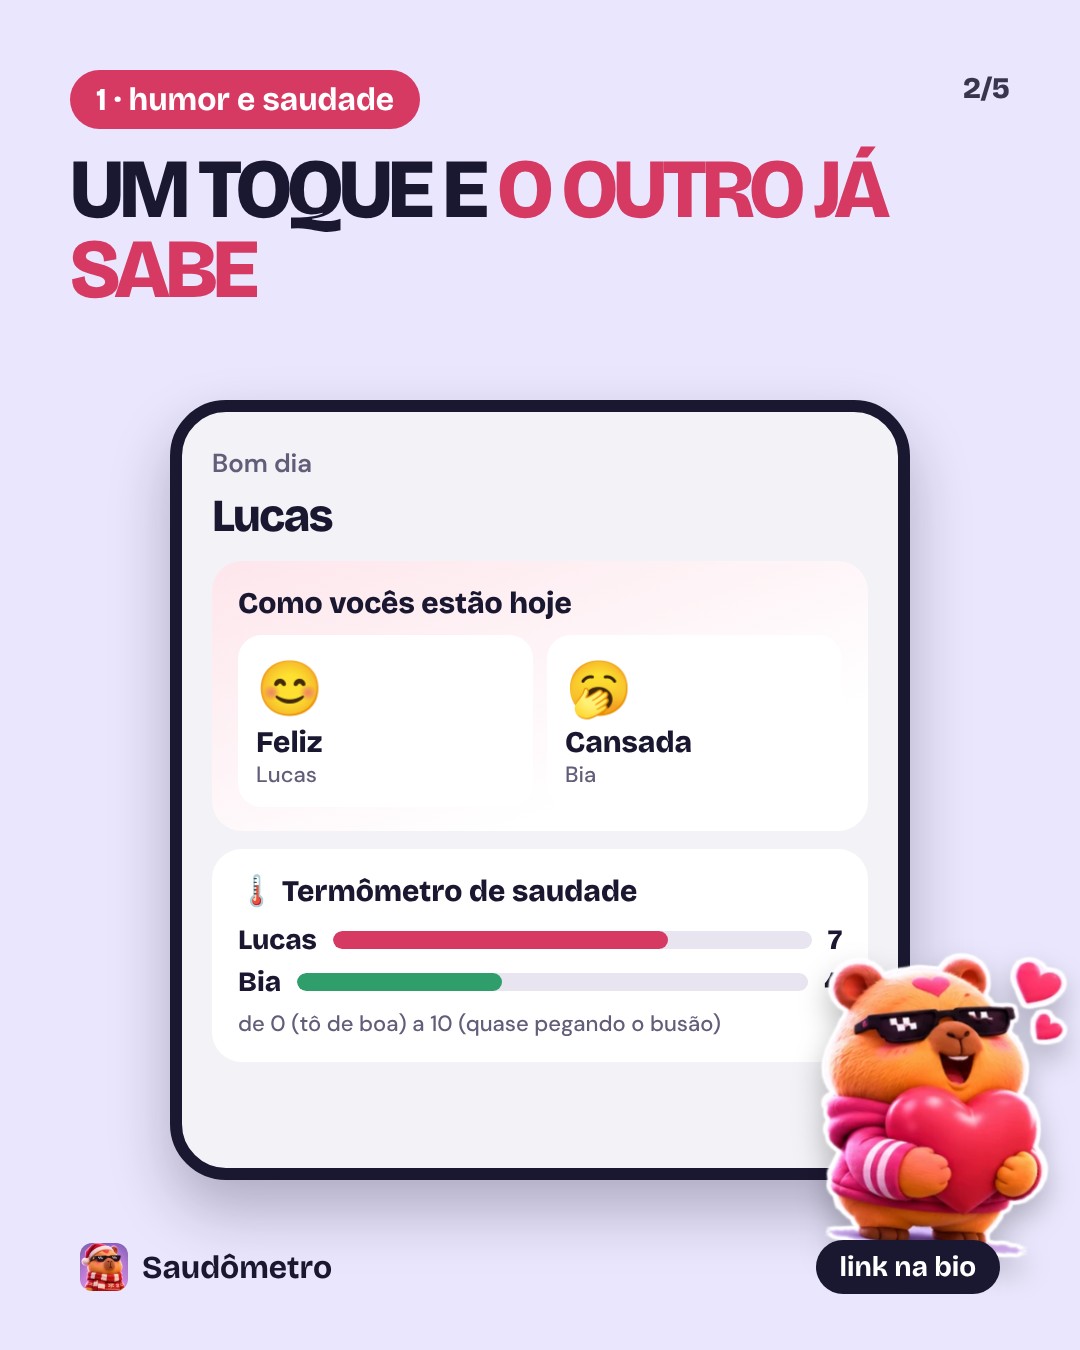 1 · humor e saudade
2/5
UM TOQUE E O OUTRO JÁ
SABE
Bom dia
Lucas
Como vocês estão hoje
Feliz
Cansada
Lucas
Bia
Termômetro de saudade
Lucas 7
Bia
de 0 (tô de boa) a 10 (quase pegando o busão)
Saudômetro
link na bio